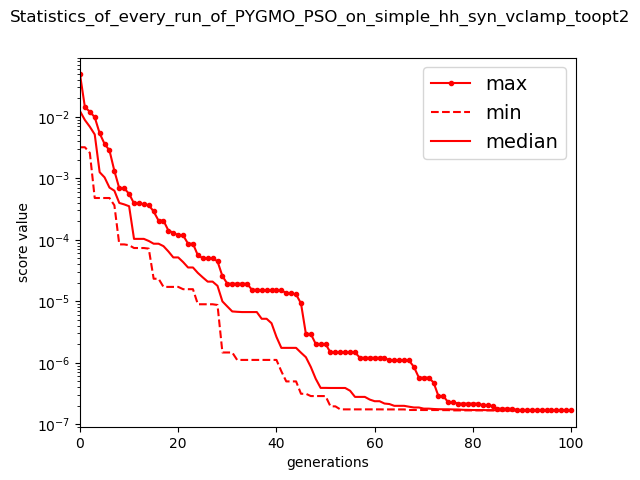 Statistics_of_every_run_of_PYGMO_PSO_on_simple_hh_syn_vclamp_toopt2
max
min
median
score value
10⁻²
10⁻³
10⁻⁴
10⁻⁵
10⁻⁶
10⁻⁷
0 20 40 60 80 100
generations